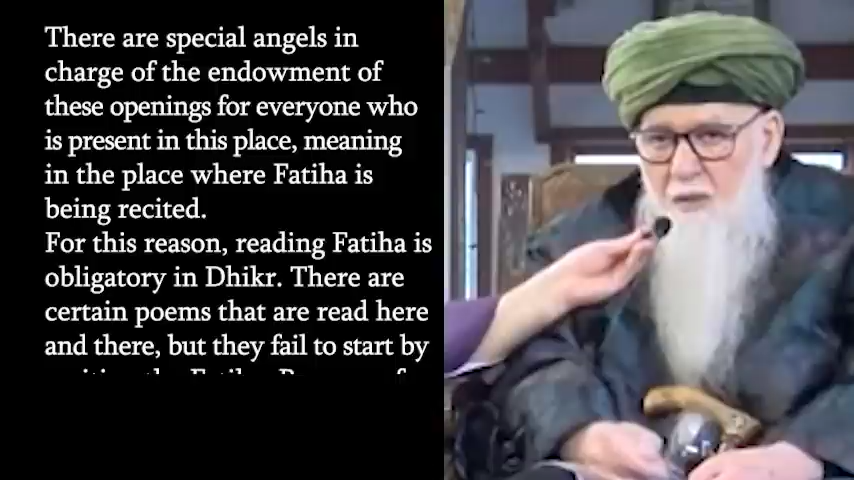 There are special angels in
charge of the endowment of
these openings for everyone who
is present in this place, meaning
in the place where Fatiha is
being recited.
For this reason, reading Fatiha is
obligatory in Dhikr. There are
certain poems that are read here
and there, but they fail to start by